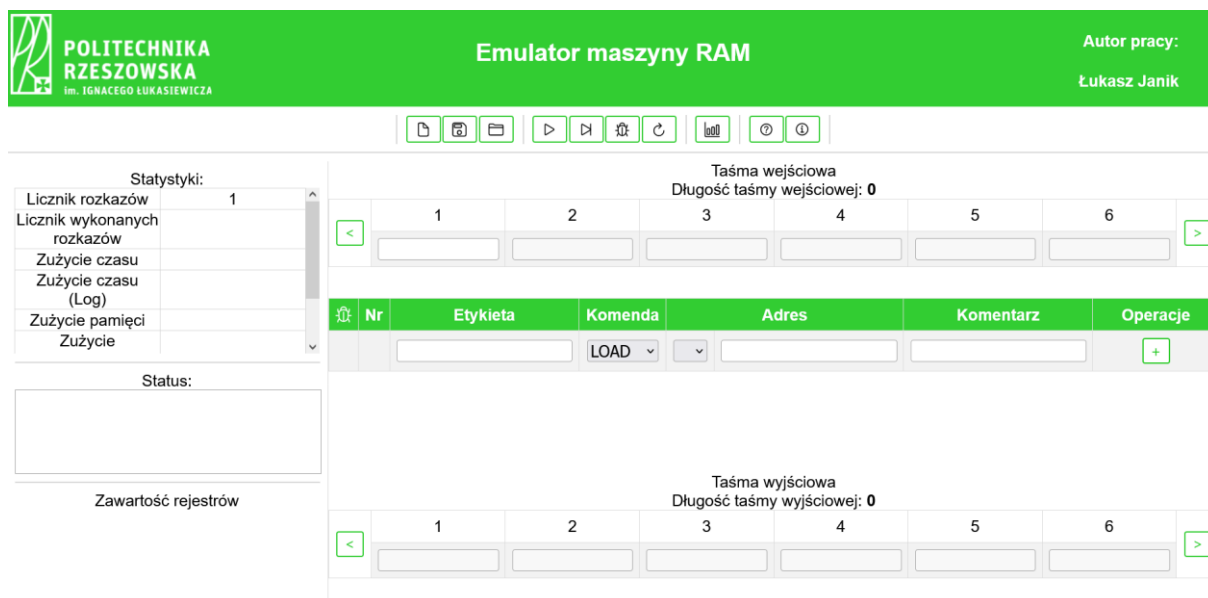 POLITECHNIKA
RZESZOWSKA
im. IGNACEGO ŁUKASIEWICZA
Emulator maszyny RAM
Autor pracy:
Łukasz Janik
Statystyki:
Licznik rozkazów 1
Licznik wykonanych
rozkazów
Zużycie czasu
Zużycie czasu
(Log)
Zużycie pamięci
Zużycie
Status:
Zawartość rejestrów
Taśma wejściowa
Długość taśmy wejściowej: 0
1 2 3 4 5 6
< >
Nr Etykieta Komenda Adres Komentarz Operacje
LOAD +
Taśma wyjściowa
Długość taśmy wyjściowej: 0
1 2 3 4 5 6
< >